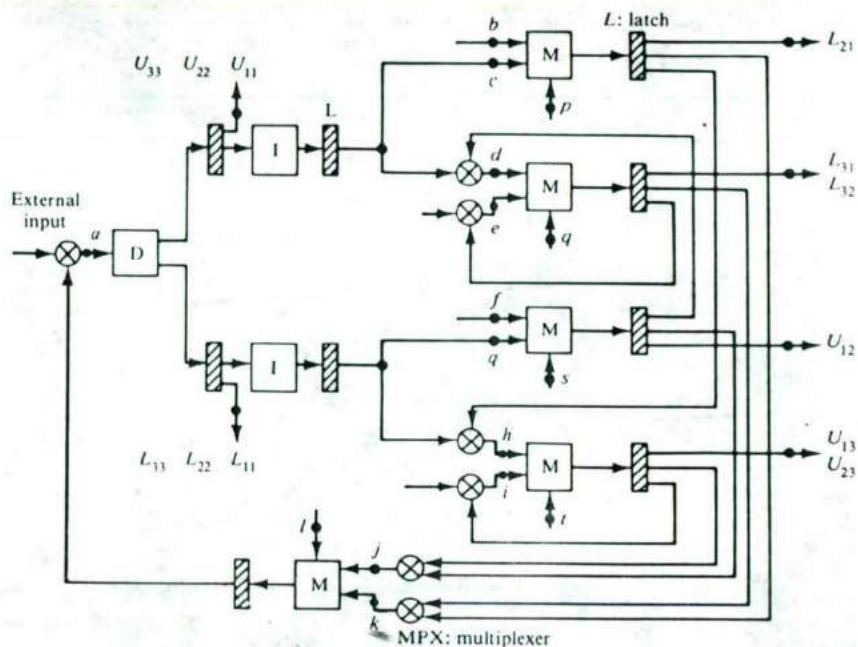 b
L: latch
L₂₁
U₃₃ U₂₂ U₁₁
M
c
L
p
I
d
L₃₁
M
L₃₂
External
input
e
a
q
D
f
M
q
U₁₂
I
s
h
U₁₃
L₃₃ L₂₂ L₁₁
M
U₂₃
i
l
t
j
M
k
MPX: multiplexer